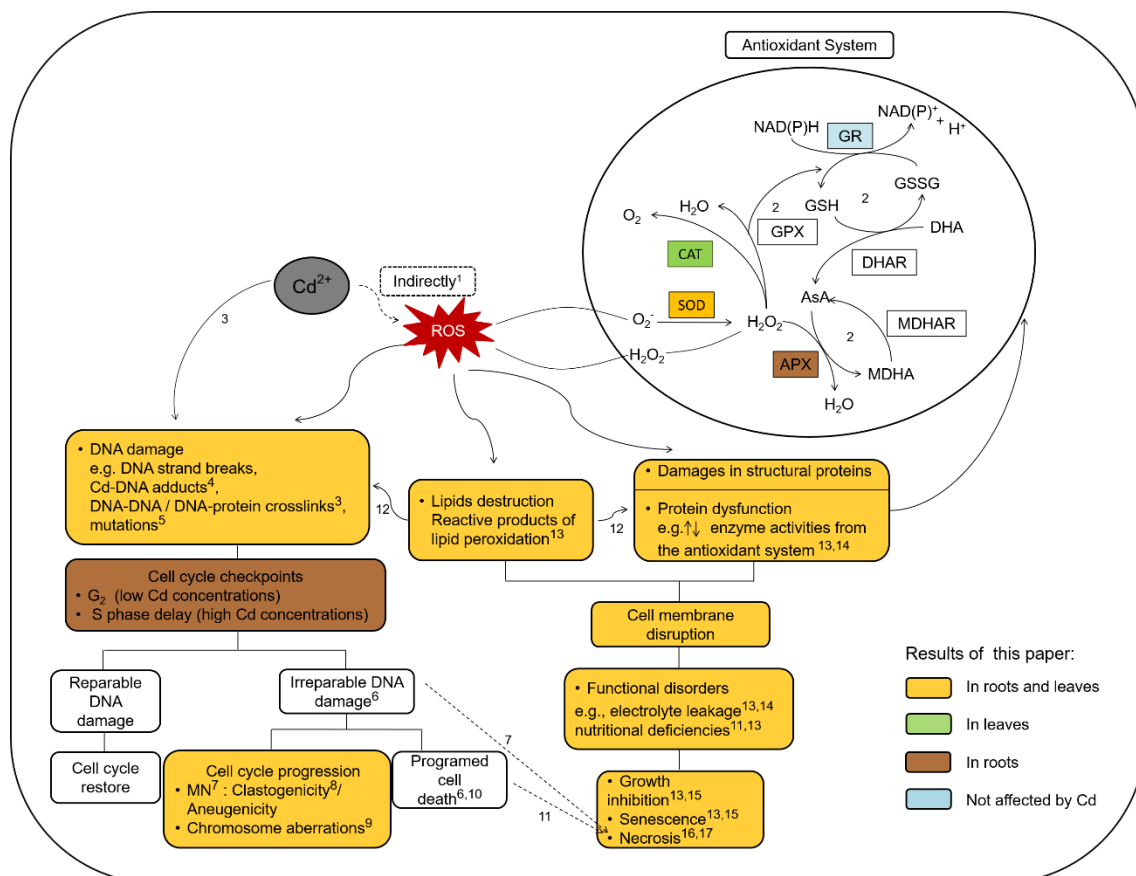 Antioxidant System
NAD(P)H
GR
NAD(P)⁺ + H⁺
GSSG
2
GSH
2
GPX
DHA
DHAR
H₂O
O₂
CAT
AsA
SOD
O₂⁻
H₂O₂
MDHAR
2
APX
MDHA
H₂O
Cd²⁺
Indirectly¹
ROS
H₂O₂
3
• DNA damage
e.g. DNA strand breaks,
Cd-DNA adducts⁴,
DNA-DNA / DNA-protein crosslinks³,
mutations⁵
12
• Lipids destruction
Reactive products of
lipid peroxidation¹³
12
• Damages in structural proteins
• Protein dysfunction
e.g.↑↓ enzyme activities from
the antioxidant system ¹³,¹⁴
Cell cycle checkpoints
• G₂ (low Cd concentrations)
• S phase delay (high Cd concentrations)
Cell membrane
disruption
Reparable
DNA
damage
Irreparable DNA
damage⁶
• Functional disorders
e.g., electrolyte leakage¹³,¹⁴
nutritional deficiencies¹¹,¹³
7
Cell cycle
restore
Cell cycle progression
• MN⁷ : Clastogenicity⁸/
Aneugenicity
• Chromosome aberrations⁹
Programed
cell
death⁶,¹⁰
11
• Growth
inhibition¹³,¹⁵
• Senescence¹³,¹⁵
• Necrosis¹⁶,¹⁷
Results of this paper:
In roots and leaves
In leaves
In roots
Not affected by Cd